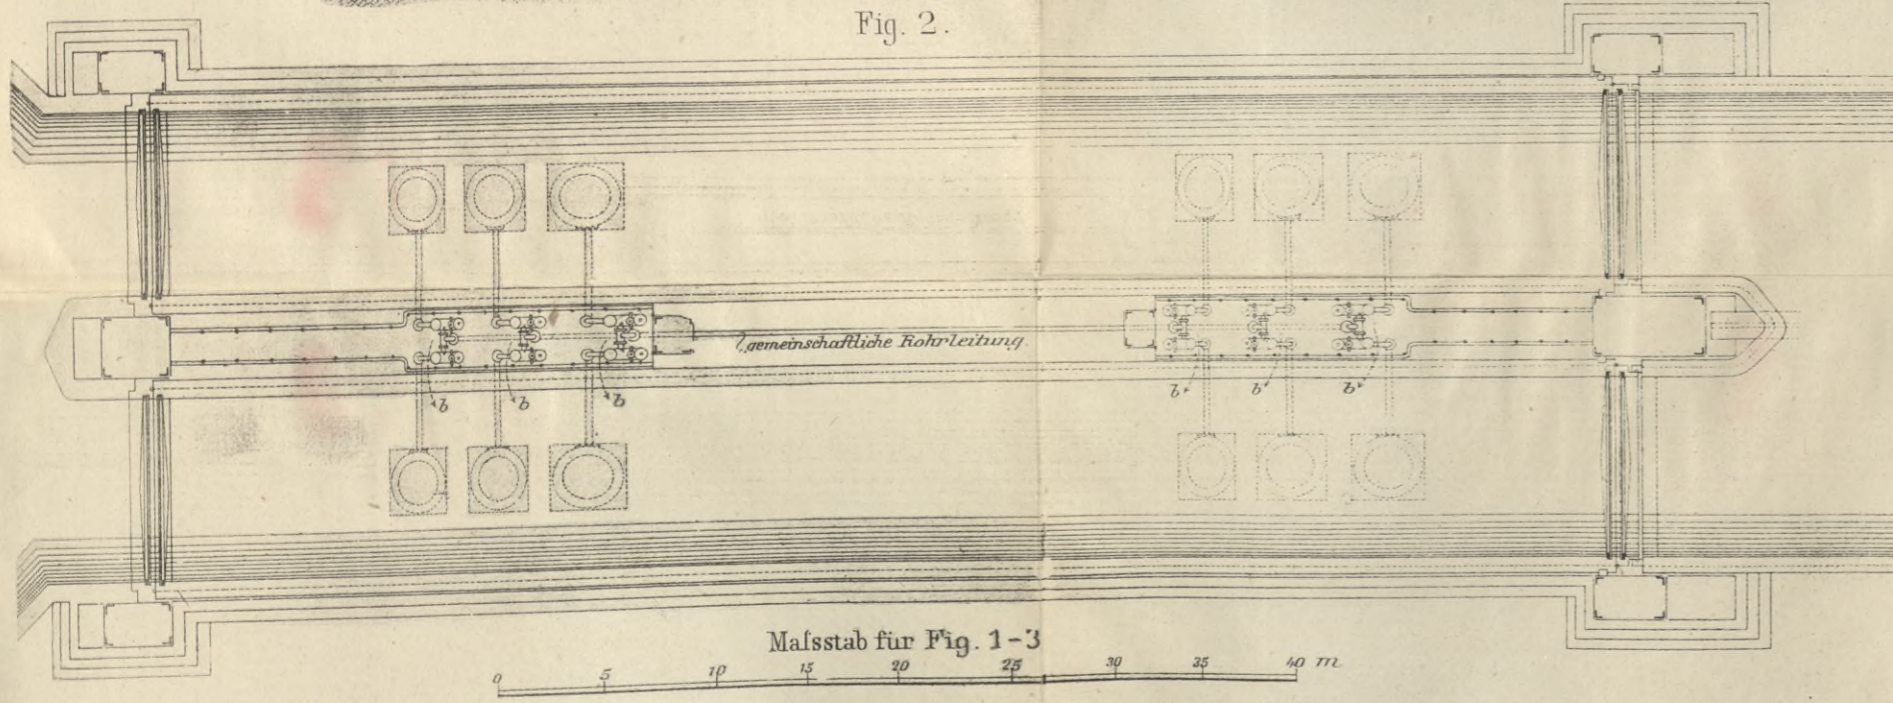 Fig. 2.
gemeinschaftliche Rohrleitung.
b b b b b b
Maſsstab für Fig. 1-3
0 5 10 15 20 25 30 35 40 m